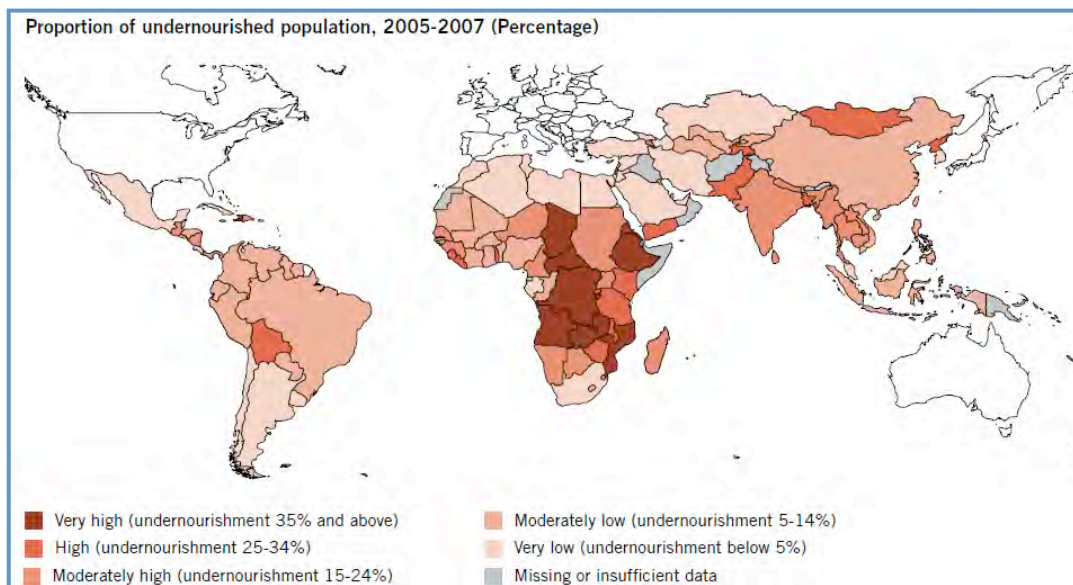 Proportion of undernourished population, 2005-2007 (Percentage)
Very high (undernourishment 35% and above)
High (undernourishment 25-34%)
Moderately high (undernourishment 15-24%)
Moderately low (undernourishment 5-14%)
Very low (undernourishment below 5%)
Missing or insufficient data